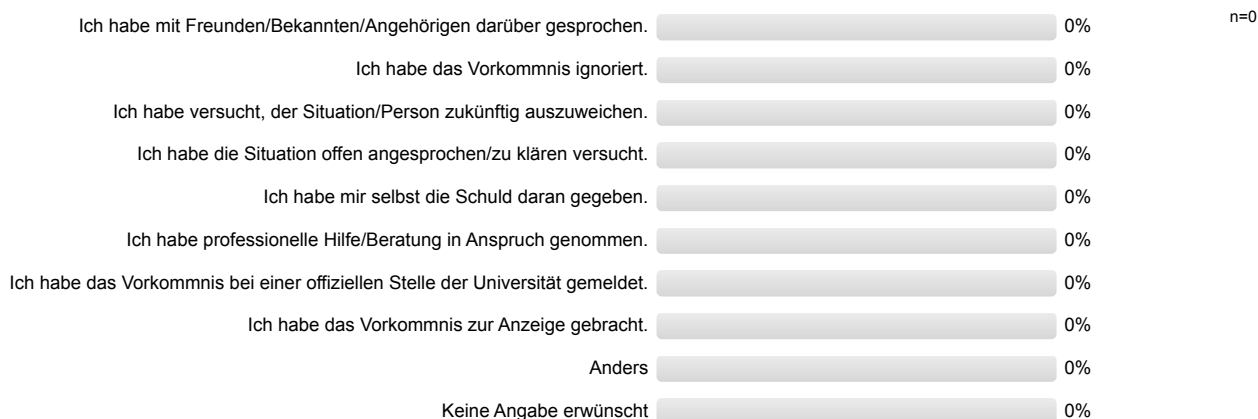 Ich habe mit Freunden/Bekannten/Angehörigen darüber gesprochen. 0% n=0
Ich habe das Vorkommnis ignoriert. 0%
Ich habe versucht, der Situation/Person zukünftig auszuweichen. 0%
Ich habe die Situation offen angesprochen/zu klären versucht. 0%
Ich habe mir selbst die Schuld daran gegeben. 0%
Ich habe professionelle Hilfe/Beratung in Anspruch genommen. 0%
Ich habe das Vorkommnis bei einer offiziellen Stelle der Universität gemeldet. 0%
Ich habe das Vorkommnis zur Anzeige gebracht. 0%
Anders 0%
Keine Angabe erwünscht 0%